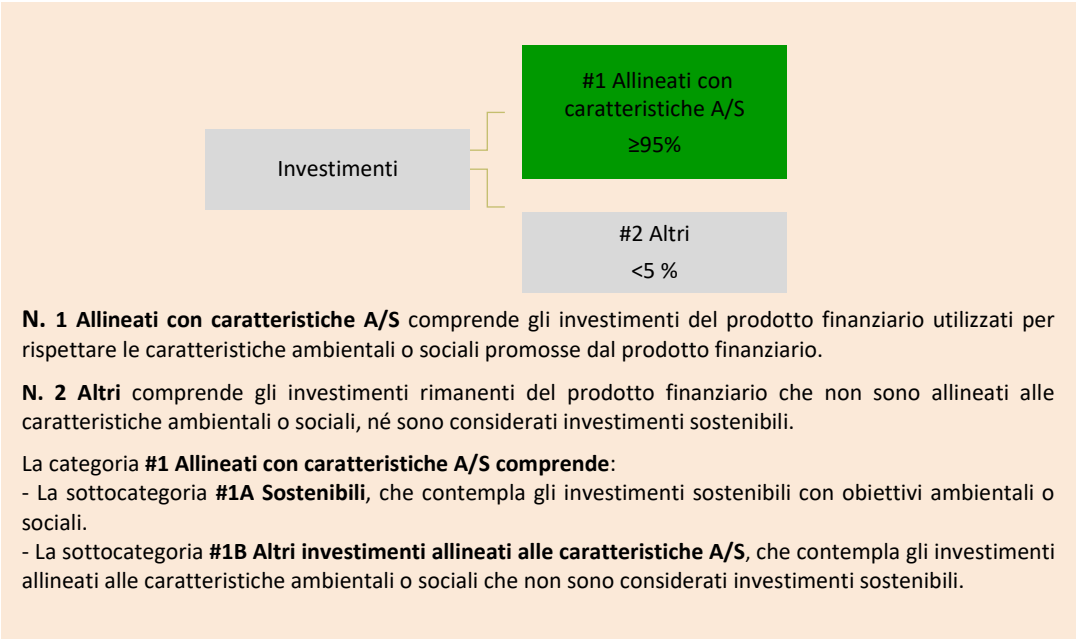 #1 Allineati con
caratteristiche A/S
≥95%
Investimenti
#2 Altri
<5 %
N. 1 Allineati con caratteristiche A/S comprende gli investimenti del prodotto finanziario utilizzati per
rispettare le caratteristiche ambientali o sociali promosse dal prodotto finanziario.
N. 2 Altri comprende gli investimenti rimanenti del prodotto finanziario che non sono allineati alle
caratteristiche ambientali o sociali, né sono considerati investimenti sostenibili.
La categoria #1 Allineati con caratteristiche A/S comprende:
- La sottocategoria #1A Sostenibili, che contempla gli investimenti sostenibili con obiettivi ambientali o
sociali.
- La sottocategoria #1B Altri investimenti allineati alle caratteristiche A/S, che contempla gli investimenti
allineati alle caratteristiche ambientali o sociali che non sono considerati investimenti sostenibili.